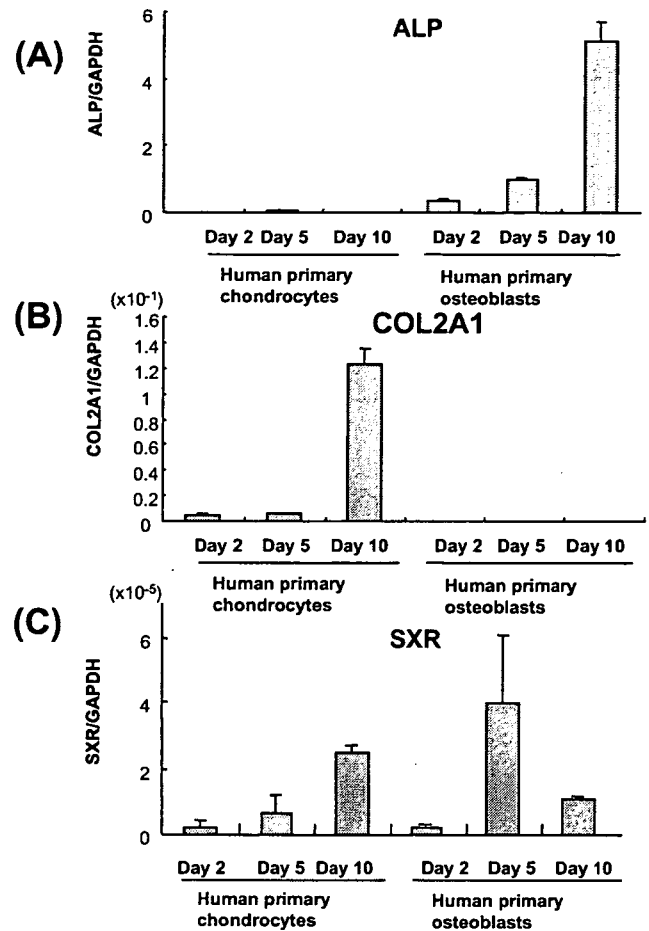 (A)
ALP
ALP/GAPDH
6
4
2
0
Day 2 Day 5 Day 10 Day 2 Day 5 Day 10
Human primary
chondrocytes
Human primary
osteoblasts
(B)
(x10-1)
COL2A1
COL2A1/GAPDH
1.6
1.4
1.2
1
0.8
0.6
0.4
0.2
0
Day 2 Day 5 Day 10 Day 2 Day 5 Day 10
Human primary
chondrocytes
Human primary
osteoblasts
(C)
(x10-5)
SXR
SXR/GAPDH
6
4
2
0
Day 2 Day 5 Day 10 Day 2 Day 5 Day 10
Human primary
chondrocytes
Human primary
osteoblasts